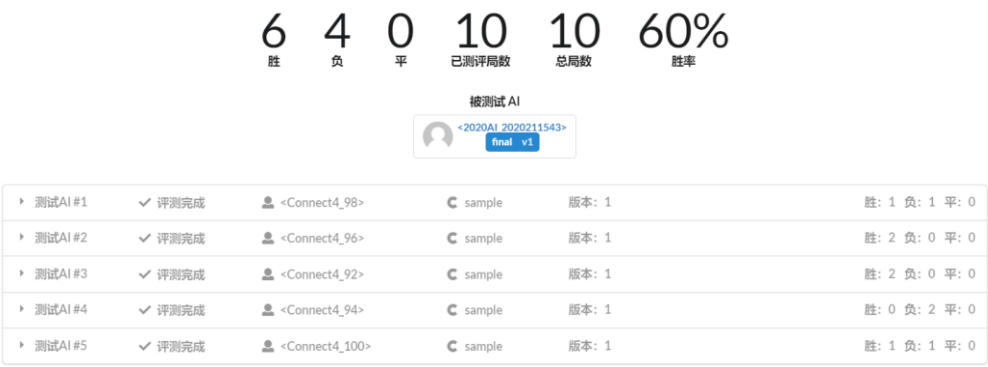 6 4 0 10 10 60%
胜 负 平 已测评局数 总局数 胜率
被测试 AI
<2020AI_2020211543>
final v1
测试AI #1 评测完成 <Connect4_98> sample 版本：1 胜：1 负：1 平：0
测试AI #2 评测完成 <Connect4_96> sample 版本：1 胜：2 负：0 平：0
测试AI #3 评测完成 <Connect4_92> sample 版本：1 胜：2 负：0 平：0
测试AI #4 评测完成 <Connect4_94> sample 版本：1 胜：0 负：2 平：0
测试AI #5 评测完成 <Connect4_100> sample 版本：1 胜：1 负：1 平：0